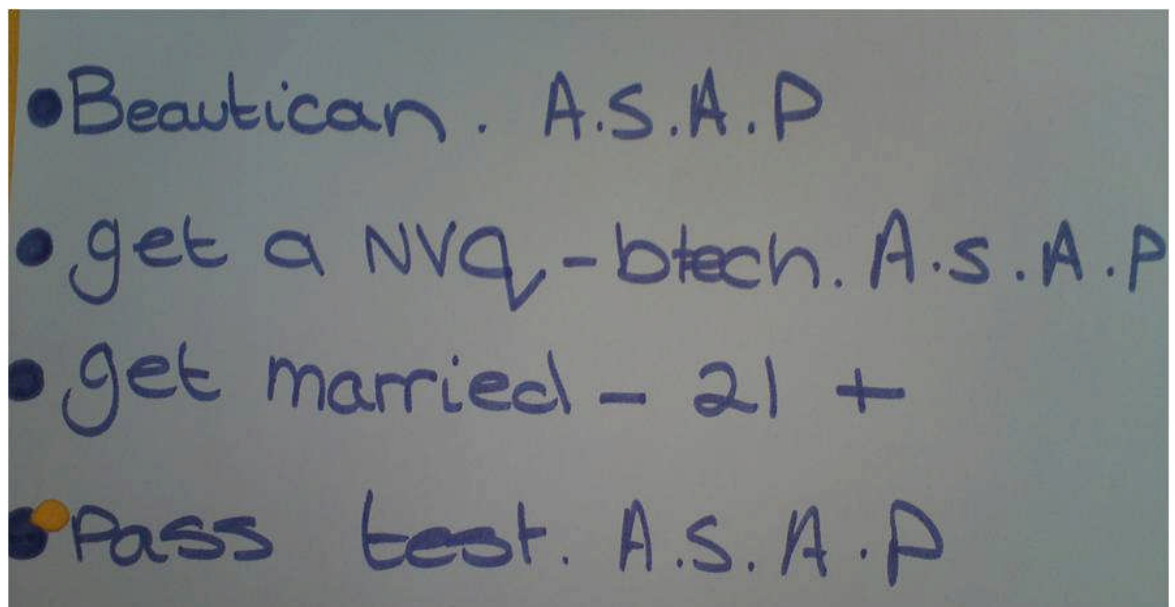 •Beautican. A.S.A.P
•get a NVQ-btech. A.S.A.P
•get married - 21 +
•Pass test. A.S.A.P